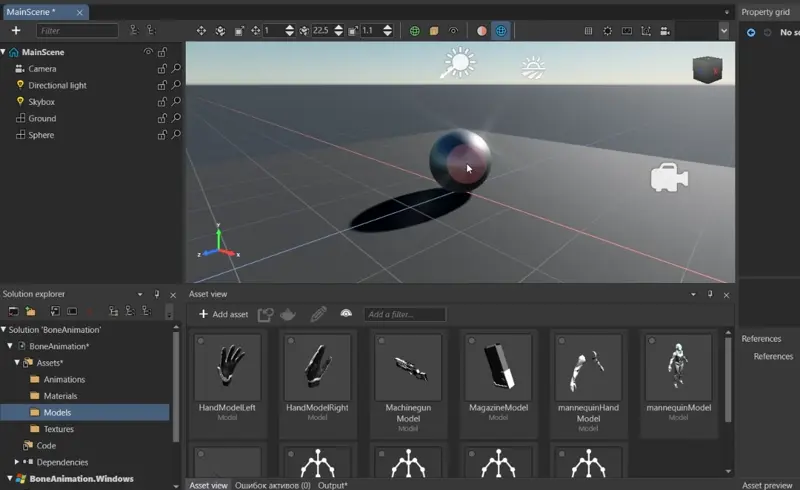 MainScene *
Property grid
Filter
1
22.5
1.1
No se
MainScene
Camera
Directional light
Skybox
Ground
Sphere
Y
Z
X
Solution explorer
Solution 'BoneAnimation'
BoneAnimation*
Assets*
Animations
Materials
Models
Textures
Code
Dependencies
BoneAnimation.Windows
Asset view
Add asset
Add a filter...
HandModelLeft
Model
HandModelRight
Model
Machinegun
Model
Model
MagazineModel
Model
mannequinHand
Model
Model
mannequinModel
Model
Asset view
Ошибок активов (0)
Output*
References
References
Asset preview